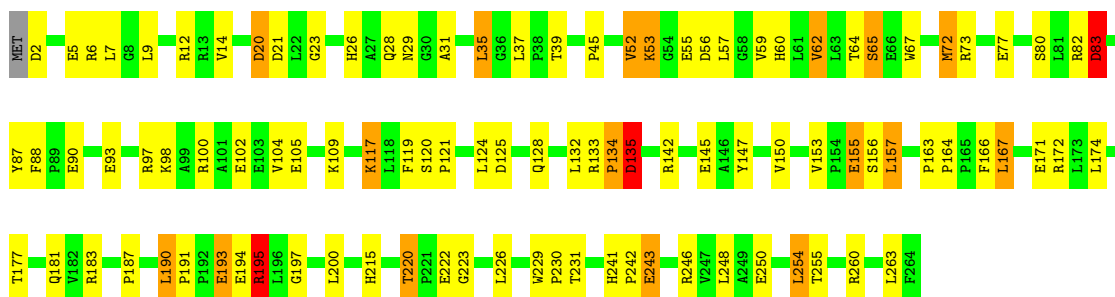 MET D2 E5 R6 L7 G8 L9 R12 R13 V14 D20 D21 L22 G23 H26 A27 Q28 N29 G30 A31 L35 G36 L37 P38 T39 P45 V52 K53 G54 E55 D56 L57 G58 V59 H60 L61 V62 L63 T64 S65 E66 W67 M72 R73 E77 S80 L81 R82 D83
Y87 F88 P89 E90 E93 R97 K98 A99 R100 A101 E102 E103 V104 E105 K109 K117 L118 F119 S120 P121 L124 D125 Q128 L132 R133 P134 D135 R142 E145 A146 Y147 V150 V153 P154 E155 S156 L157 P163 P164 P165 F166 L167 E171 R172 L173 L174
T177 Q181 V182 R183 P187 L190 P191 P192 E193 E194 R195 L196 G197 L200 H215 T220 P221 E222 G223 L226 W229 P230 T231 H241 P242 E243 R246 V247 L248 A249 E250 L254 T255 R260 L263 F264